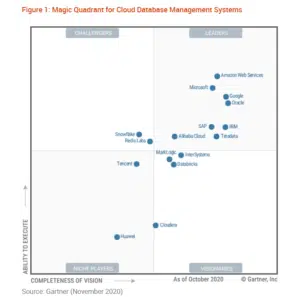 Figure 1: Magic Quadrant for Cloud Database Management Systems
CHALLENGERS
LEADERS
Amazon Web Services
Microsoft
Google
Oracle
SAP
IBM
Snowflake
Alibaba Cloud
Teradata
Redis Labs
MarkLogic
InterSystems
Tencent
Databricks
Cloudera
Huawei
ABILITY TO EXECUTE
NICHE PLAYERS
VISIONARIES
COMPLETENESS OF VISION
As of October 2020
© Gartner, Inc
Source: Gartner (November 2020)